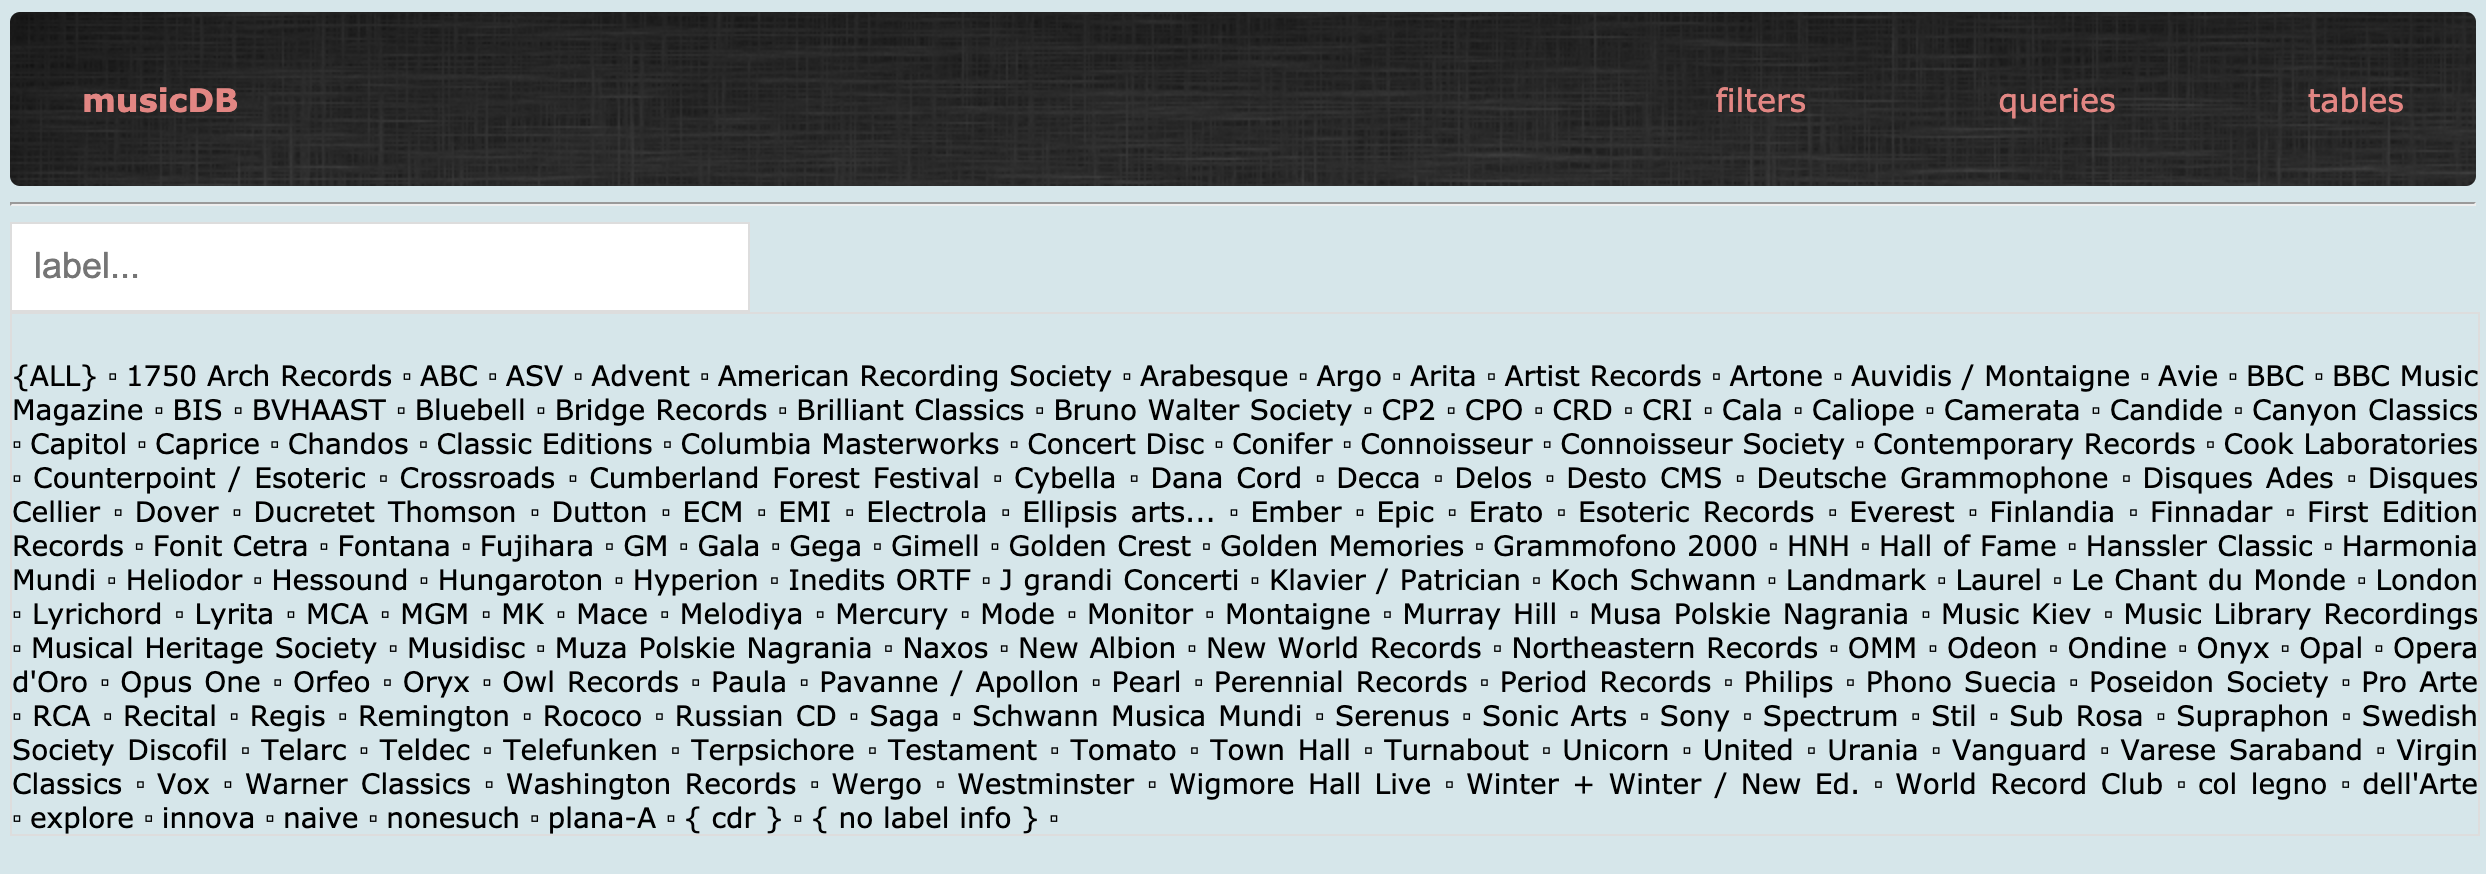 musicDB filters queries tables
label...
{ALL} ▫ 1750 Arch Records ▫ ABC ▫ ASV ▫ Advent ▫ American Recording Society ▫ Arabesque ▫ Argo ▫ Arita ▫ Artist Records ▫ Artone ▫ Auvidis / Montaigne ▫ Avie ▫ BBC ▫ BBC Music
Magazine ▫ BIS ▫ BVHAAST ▫ Bluebell ▫ Bridge Records ▫ Brilliant Classics ▫ Bruno Walter Society ▫ CP2 ▫ CPO ▫ CRD ▫ CRI ▫ Cala ▫ Caliope ▫ Camerata ▫ Candide ▫ Canyon Classics
▫ Capitol ▫ Caprice ▫ Chandos ▫ Classic Editions ▫ Columbia Masterworks ▫ Concert Disc ▫ Conifer ▫ Connoisseur ▫ Connoisseur Society ▫ Contemporary Records ▫ Cook Laboratories
▫ Counterpoint / Esoteric ▫ Crossroads ▫ Cumberland Forest Festival ▫ Cybella ▫ Dana Cord ▫ Decca ▫ Delos ▫ Desto CMS ▫ Deutsche Grammophone ▫ Disques Ades ▫ Disques
Cellier ▫ Dover ▫ Ducretet Thomson ▫ Dutton ▫ ECM ▫ EMI ▫ Electrola ▫ Ellipsis arts... ▫ Ember ▫ Epic ▫ Erato ▫ Esoteric Records ▫ Everest ▫ Finlandia ▫ Finnadar ▫ First Edition
Records ▫ Fonit Cetra ▫ Fontana ▫ Fujihara ▫ GM ▫ Gala ▫ Gega ▫ Gimell ▫ Golden Crest ▫ Golden Memories ▫ Grammofono 2000 ▫ HNH ▫ Hall of Fame ▫ Hanssler Classic ▫ Harmonia
Mundi ▫ Heliodor ▫ Hessound ▫ Hungaroton ▫ Hyperion ▫ Inedits ORTF ▫ J grandi Concerti ▫ Klavier / Patrician ▫ Koch Schwann ▫ Landmark ▫ Laurel ▫ Le Chant du Monde ▫ London
▫ Lyrichord ▫ Lyrita ▫ MCA ▫ MGM ▫ MK ▫ Mace ▫ Melodiya ▫ Mercury ▫ Mode ▫ Monitor ▫ Montaigne ▫ Murray Hill ▫ Musa Polskie Nagrania ▫ Music Kiev ▫ Music Library Recordings
▫ Musical Heritage Society ▫ Musidisc ▫ Muza Polskie Nagrania ▫ Naxos ▫ New Albion ▫ New World Records ▫ Northeastern Records ▫ OMM ▫ Odeon ▫ Ondine ▫ Onyx ▫ Opal ▫ Opera
d'Oro ▫ Opus One ▫ Orfeo ▫ Oryx ▫ Owl Records ▫ Paula ▫ Pavanne / Apollon ▫ Pearl ▫ Perennial Records ▫ Period Records ▫ Philips ▫ Phono Suecia ▫ Poseidon Society ▫ Pro Arte
▫ RCA ▫ Recital ▫ Regis ▫ Remington ▫ Rococo ▫ Russian CD ▫ Saga ▫ Schwann Musica Mundi ▫ Serenus ▫ Sonic Arts ▫ Sony ▫ Spectrum ▫ Stil ▫ Sub Rosa ▫ Supraphon ▫ Swedish
Society Discofil ▫ Telarc ▫ Teldec ▫ Telefunken ▫ Terpsichore ▫ Testament ▫ Tomato ▫ Town Hall ▫ Turnabout ▫ Unicorn ▫ United ▫ Urania ▫ Vanguard ▫ Varese Saraband ▫ Virgin
Classics ▫ Vox ▫ Warner Classics ▫ Washington Records ▫ Wergo ▫ Westminster ▫ Wigmore Hall Live ▫ Winter + Winter / New Ed. ▫ World Record Club ▫ col legno ▫ dell'Arte
▫ explore ▫ innova ▫ naive ▫ nonesuch ▫ plana-A ▫ { cdr } ▫ { no label info } ▫